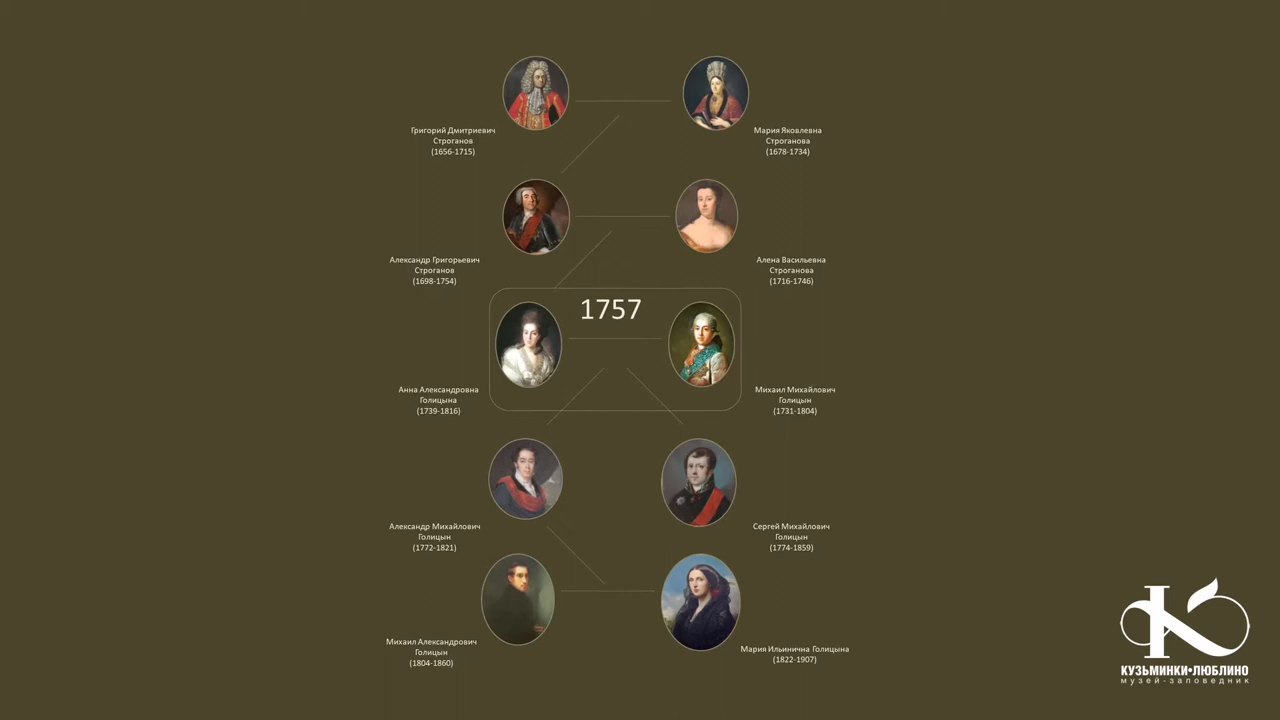 Григорий Дмитриевич
Строганов
(1656-1715)
Мария Яковлевна
Строганова
(1678-1734)
Александр Григорьевич
Строганов
(1698-1754)
Алена Васильевна
Строганова
(1716-1746)
1757
Анна Александровна
Голицына
(1739-1816)
Михаил Михайлович
Голицын
(1731-1804)
Александр Михайлович
Голицын
(1772-1821)
Сергей Михайлович
Голицын
(1774-1859)
Михаил Александрович
Голицын
(1804-1860)
Мария Ильинична Голицына
(1822-1907)
К
КУЗЬМИНКИ•ЛЮБЛИНО
музей-заповедник